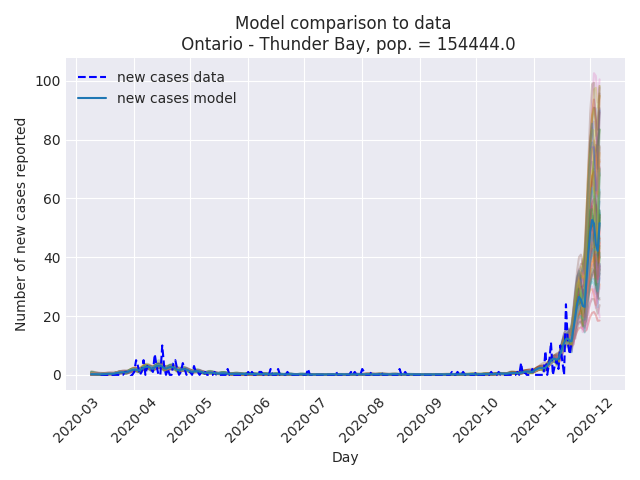 Model comparison to data
Ontario - Thunder Bay, pop. = 154444.0
new cases data
new cases model
Number of new cases reported
100
80
60
40
20
0
2020-03
2020-04
2020-05
2020-06
2020-07
2020-08
2020-09
2020-10
2020-11
2020-12
Day